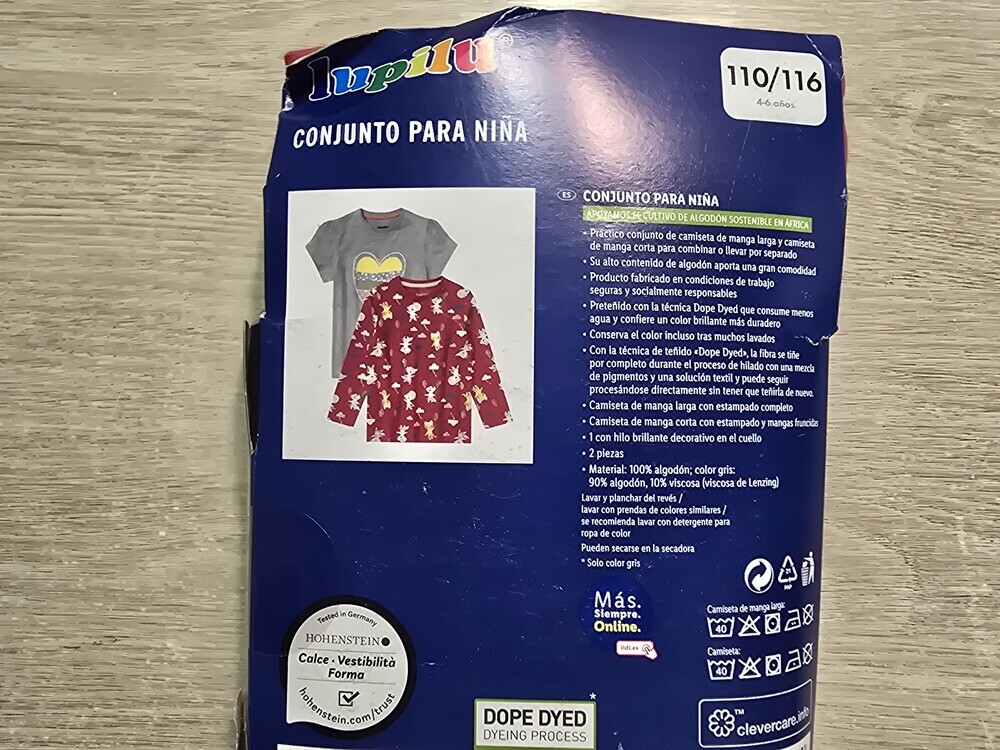 lupilu®
110/116
4-6 años
CONJUNTO PARA NIÑA
ES CONJUNTO PARA NIÑA
APOYAMOS EL CULTIVO DE ALGODÓN SOSTENIBLE EN ÁFRICA
• Práctico conjunto de camiseta de manga larga y camiseta
de manga corta para combinar o llevar por separado
• Su alto contenido de algodón aporta una gran comodidad
• Producto fabricado en condiciones de trabajo
seguras y socialmente responsables
• Preteñido con la técnica Dope Dyed que consume menos
agua y confiere un color brillante más duradero
• Conserva el color incluso tras muchos lavados
• Con la técnica de teñido «Dope Dyed», la fibra se tiñe
por completo durante el proceso de hilado con una mezcla
de pigmentos y una solución textil y puede seguir
procesándose directamente sin tener que teñirla de nuevo.
• Camiseta de manga larga con estampado completo
• Camiseta de manga corta con estampado y mangas fruncidas
• 1 con hilo brillante decorativo en el cuello
• 2 piezas
• Material: 100% algodón; color gris:
90% algodón, 10% viscosa (viscosa de Lenzing)
Lavar y planchar del revés /
lavar con prendas de colores similares /
se recomienda lavar con detergente para
ropa de color
Pueden secarse en la secadora
* Solo color gris
21
PAP
Más.
Siempre.
Online.
lidl.es
Camiseta de manga larga:
40
Camiseta:
40
Tested in Germany
HOHENSTEIN
Calce · Vestibilità
Forma
hohenstein.com/trust
*
DOPE DYED
DYEING PROCESS
™
clevercare.info